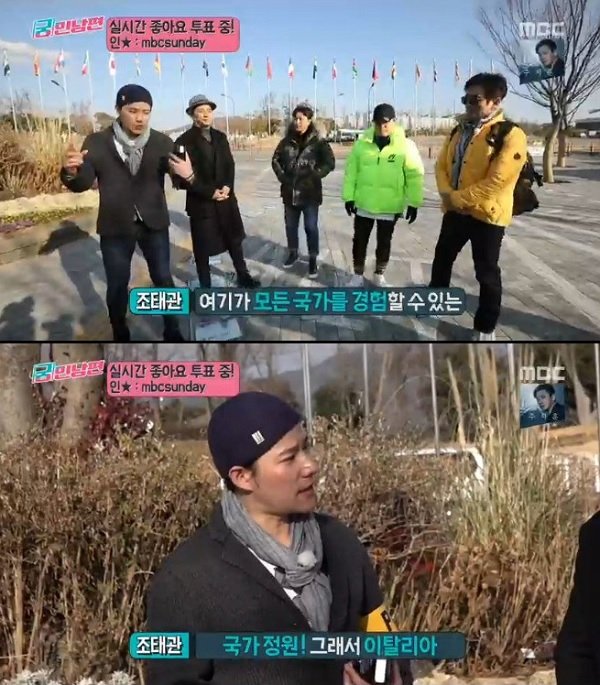 궁민남편
실시간 좋아요 투표 중!
인★ : mbcsunday
MBC
조태관
여기가 모든 국가를 경험할 수 있는
궁민남편
실시간 좋아요 투표 중!
인★ : mbcsunday
MBC
조태관
국가 정원! 그래서 이탈리아